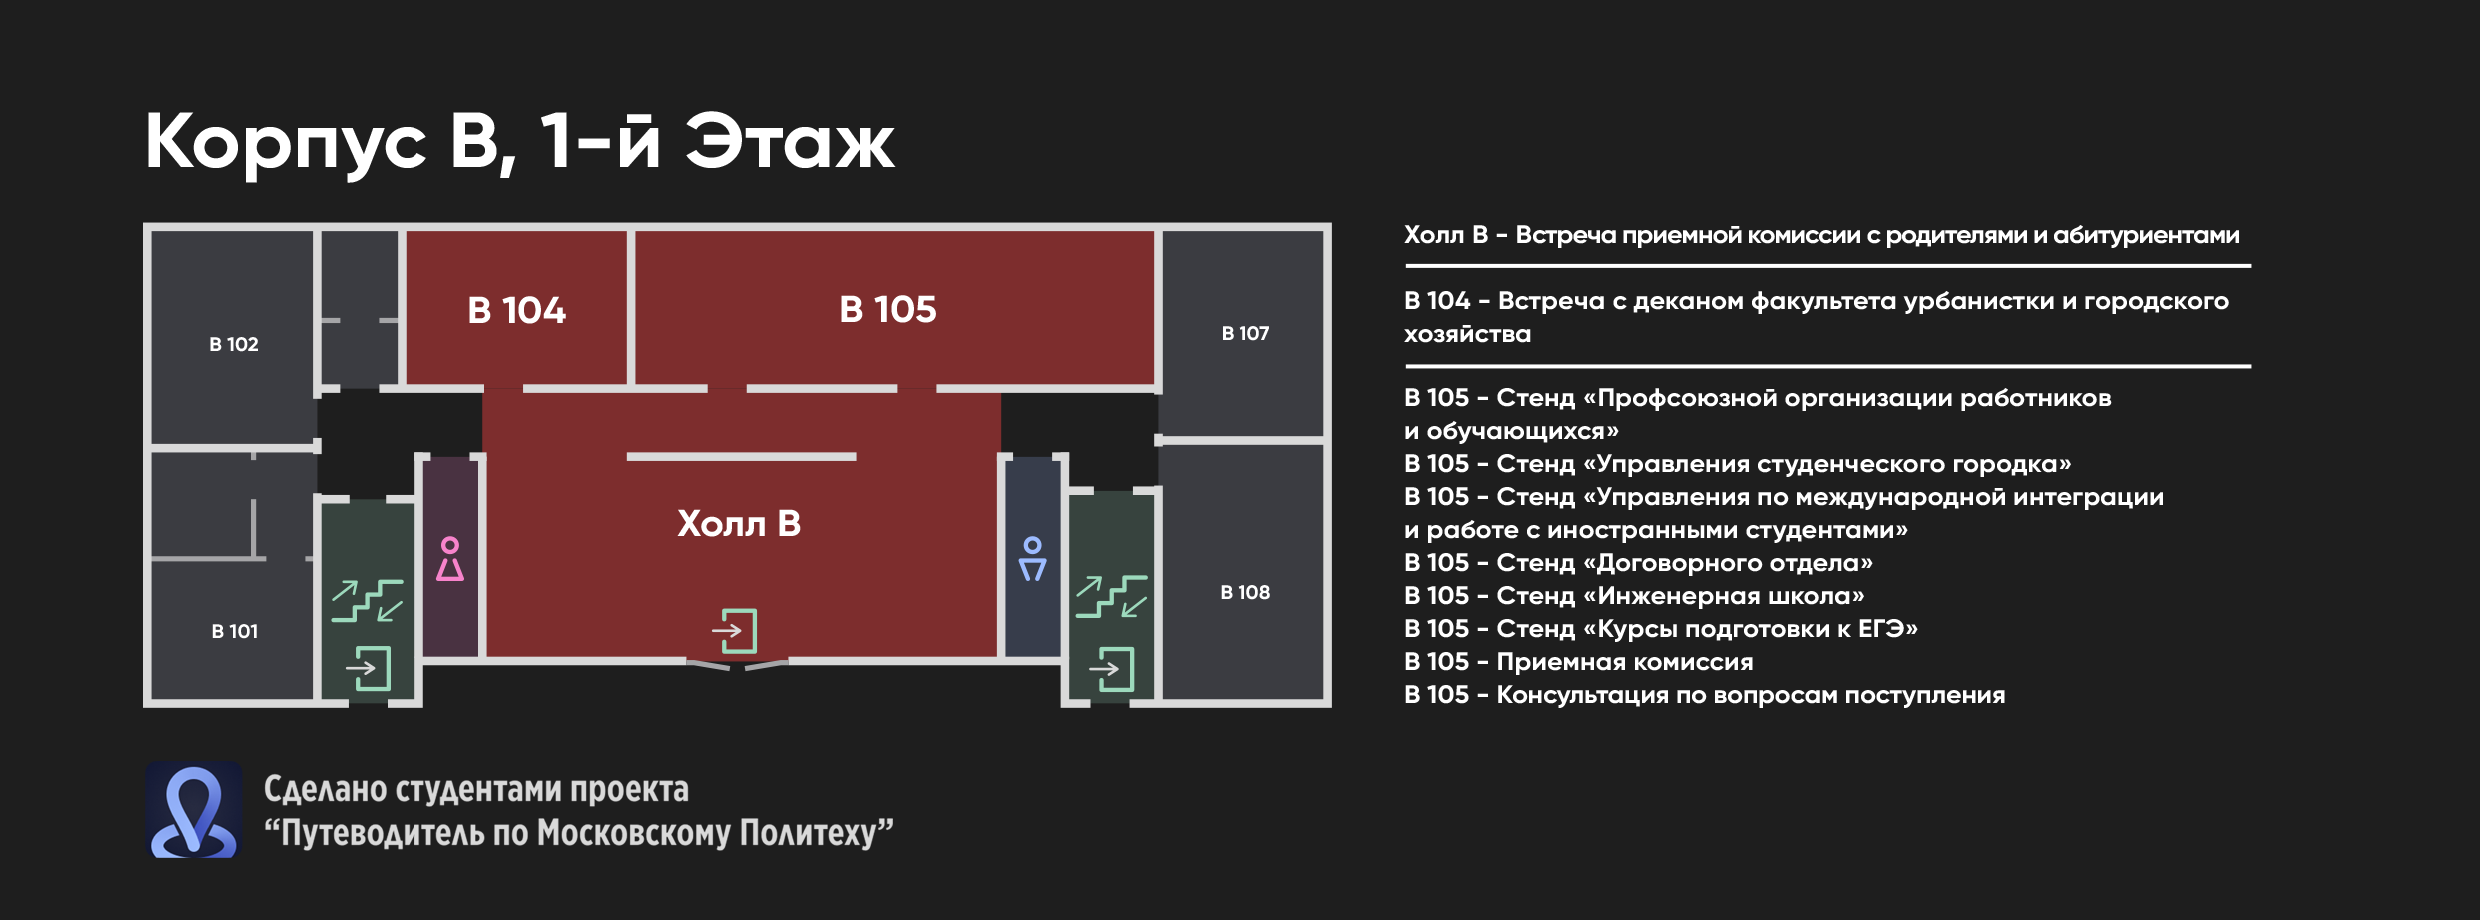 Корпус В, 1-й Этаж
В 102
В 104
В 105
В 107
Холл В
В 101
В 108
Холл В - Встреча приемной комиссии с родителями и абитуриентами
В 104 - Встреча с деканом факультета урбанистки и городского
хозяйства
В 105 - Стенд «Профсоюзной организации работников
и обучающихся»
В 105 - Стенд «Управления студенческого городка»
В 105 - Стенд «Управления по международной интеграции
и работе с иностранными студентами»
В 105 - Стенд «Договорного отдела»
В 105 - Стенд «Инженерная школа»
В 105 - Стенд «Курсы подготовки к ЕГЭ»
В 105 - Приемная комиссия
В 105 - Консультация по вопросам поступления
Сделано студентами проекта
“Путеводитель по Московскому Политеху”